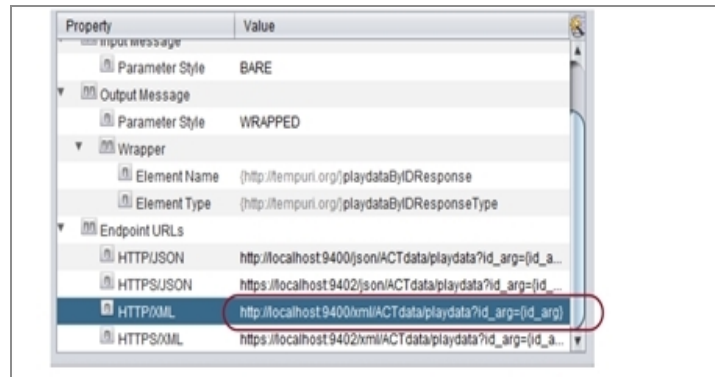 Property Value
Input Message
Parameter Style BARE
Output Message
Parameter Style WRAPPED
Wrapper
Element Name {http://tempuri.org/}playdataByIDResponse
Element Type {http://tempuri.org/}playdataByIDResponseType
Endpoint URLs
HTTP/JSON http://localhost:9400/json/ACTdata/playdata?id_arg={id_a...
HTTPS/JSON https://localhost:9402/json/ACTdata/playdata?id_arg={id_...
HTTP/XML http://localhost:9400/xml/ACTdata/playdata?id_arg={id_arg}
HTTPS/XML https://localhost:9402/xml/ACTdata/playdata?id_arg={id_a...